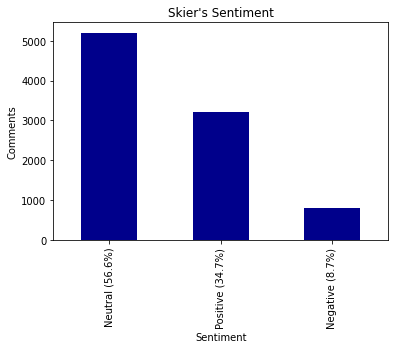 Skier's Sentiment
Comments
5000
4000
3000
2000
1000
0
Neutral (56.6%)
Positive (34.7%)
Negative (8.7%)
Sentiment